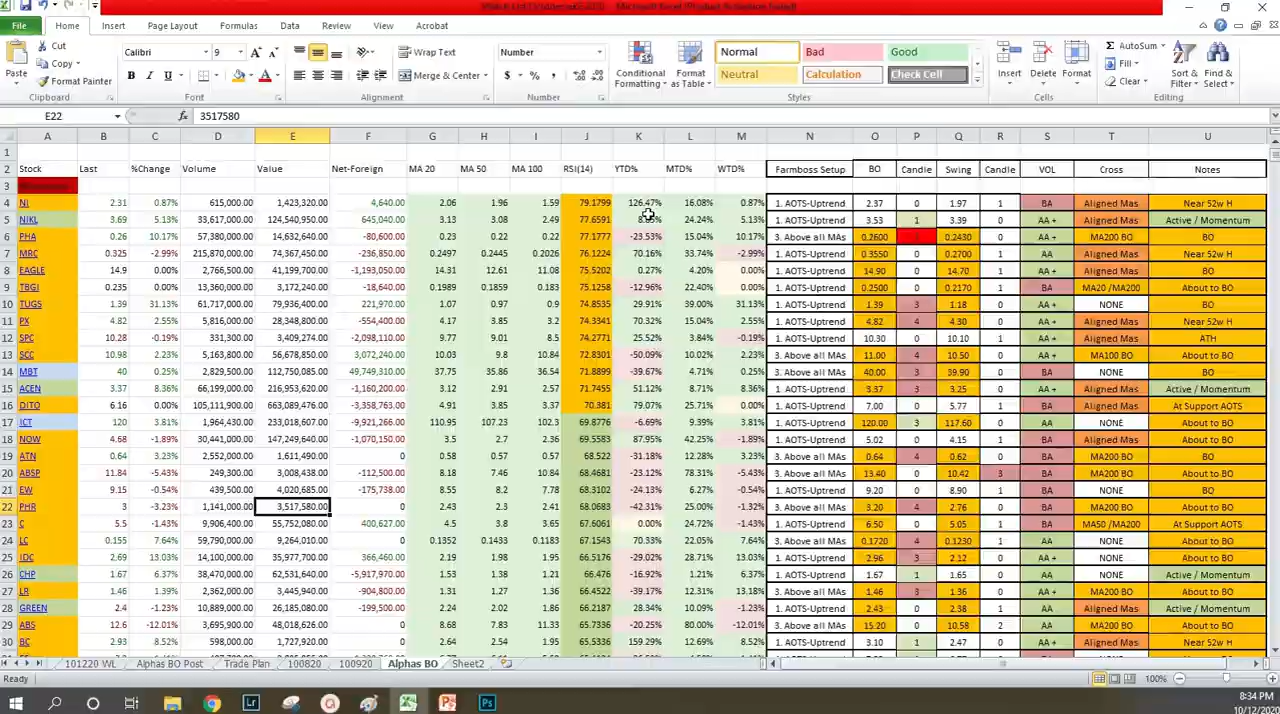 File Home Insert Page Layout Formulas Data Review View Acrobat
Cut
Copy
Format Painter
Paste
Calibri 9
Wrap Text
Merge & Center
Number
Conditional Formatting
Format as Table
Normal Bad Good
Neutral Calculation Check Cell
Insert Delete Format
AutoSum
Fill
Clear
Sort & Filter
Find & Select
Clipboard Font Alignment Number Styles Cells Editing
E22 fx 3517580
A B C D E F G H I J K L M N O P Q R S T U
1
2 Stock Last %Change Volume Value Net-Foreign MA 20 MA 50 MA 100 RSI(14) YTD% MTD% WTD% Farmboss Setup BO Candle Swing Candle VOL Cross Notes
3
4 NI 2.31 0.87% 615,000.00 1,423,320.00 4,640.00 2.06 1.96 1.59 79.1799 126.47% 16.08% 0.87% 1. AOTS-Uptrend 2.37 0 1.97 1 BA Aligned Mas Near 52w H
5 NIKL 3.69 5.13% 33,617,000.00 124,540,950.00 645,040.00 3.13 3.08 2.49 77.6591 24.24% 5.13% 1. AOTS-Uptrend 3.53 1 3.39 0 AA + Aligned Mas Active / Momentum
6 PHA 0.26 10.17% 57,380,000.00 14,632,640.00 -80,600.00 0.23 0.22 0.22 78.1777 -23.53% 15.04% 10.17% 3. Above all MAs 0.2600 0.2430 0 AA + MA200 BO BO
7 MRC 0.325 -2.99% 215,870,000.00 74,367,450.00 -236,850.00 0.2497 0.2445 0.2026 76.1224 70.16% 33.74% -2.99% 1. AOTS-Uptrend 0.3550 0 0.2700 1 AA Aligned Mas Near 52w H
8 EAGLE 14.9 0.00% 2,766,500.00 41,199,700.00 -1,193,050.00 14.31 12.61 11.08 75.5202 0.27% 4.20% 0.00% 1. AOTS-Uptrend 14.90 0 14.70 1 AA + Aligned Mas BO
9 TBGI 0.235 0.00% 13,360,000.00 3,172,240.00 -18,640.00 0.1989 0.1859 0.183 75.1258 -12.96% 22.40% 0.00% 3. Above all MAs 0.2500 0 0.2170 1 BA MA20 /MA200 About to BO
10 TUGS 1.39 31.13% 61,717,000.00 79,936,400.00 221,970.00 1.07 0.97 0.9 74.8535 29.91% 39.00% 31.13% 1. AOTS-Uptrend 1.39 3 1.18 0 AA + NONE BO
11 PX 4.82 2.55% 5,816,000.00 28,348,800.00 -554,400.00 4.17 3.85 3.2 74.3341 70.32% 2.55% 1. AOTS-Uptrend 4.82 4 4.30 0 AA + Aligned Mas Near 52w H
12 SPC 10.28 -0.19% 331,300.00 3,409,274.00 -2,098,110.00 9.77 9.01 8.5 74.2771 25.52% 3.84% -0.19% 1. AOTS-Uptrend 10.30 0 10.10 1 AA Aligned Mas ATH
13 SCC 10.98 2.23% 5,163,800.00 56,678,850.00 3,072,240.00 10.03 9.8 10.84 72.8301 -50.09% 10.02% 2.23% 3. Above all MAs 11.00 4 10.50 0 AA + MA100 BO About to BO
14 MBT 40 0.25% 2,829,500.00 112,750,085.00 49,749,310.00 37.75 35.86 36.54 71.8899 -39.67% 4.71% 0.25% 3. Above all MAs 40.00 3 39.90 0 BA NONE BO
15 ACEN 3.37 8.36% 66,199,000.00 216,953,620.00 -1,160,200.00 3.12 2.91 2.57 71.7455 51.12% 8.71% 8.36% 1. AOTS-Uptrend 3.37 3 3.25 0 AA + Aligned Mas Active / Momentum
16 DITO 6.16 0.00% 105,111,900.00 663,089,476.00 -3,358,763.00 4.91 3.85 3.37 70.381 79.07% 25.71% 0.00% 1. AOTS-Uptrend 7.00 0 5.77 1 BA Aligned Mas At Support AOTS
17 ICT 120 3.81% 1,964,430.00 233,018,607.00 -9,921,266.00 110.95 107.23 102.3 69.8776 -6.69% 9.39% 3.81% 1. AOTS-Uptrend 120.00 3 117.60 0 AA NONE About to BO
18 NOW 4.68 -1.89% 30,441,000.00 147,249,640.00 -1,070,150.00 3.5 2.7 2.36 69.5583 87.95% 42.25% -1.89% 1. AOTS-Uptrend 5.02 0 4.15 1 BA Aligned Mas About to BO
19 ATN 0.64 3.23% 2,552,000.00 1,611,490.00 0 0.58 0.57 0.57 68.522 -31.18% 12.28% 3.23% 3. Above all MAs 0.64 4 0.62 0 BA MA200 BO BO
20 ABSP 11.84 -5.43% 249,300.00 3,008,438.00 -112,500.00 8.18 7.46 10.84 68.4681 -23.12% 78.31% -5.43% 3. Above all MAs 13.40 0 10.42 3 BA MA200 BO About to BO
21 EW 9.15 -0.54% 439,500.00 4,020,685.00 -175,738.00 8.55 8.2 7.78 68.3102 -24.13% 6.27% -0.54% 3. Above all MAs 9.20 0 8.90 1 BA NONE BO
22 PHR 3 -3.23% 1,141,000.00 3,517,580.00 0 2.43 2.3 2.41 68.0683 -42.31% 25.00% -1.32% 3. Above all MAs 3.20 4 2.76 0 BA MA200 BO About to BO
23 C 5.5 -1.43% 9,906,400.00 55,752,080.00 400,627.00 4.5 3.8 3.65 67.6061 0.00% 24.72% -1.43% 1. AOTS-Uptrend 6.50 0 5.05 1 BA MA50 /MA200 At Support AOTS
24 LC 0.155 7.64% 59,790,000.00 9,264,010.00 0 0.1352 0.1433 0.1183 67.1543 70.33% 22.05% 7.64% 3. Above all MAs 0.1720 4 0.1230 0 AA NONE About to BO
25 IDC 2.69 13.03% 14,100,000.00 35,977,700.00 366,460.00 2.19 1.98 1.95 66.5176 -29.02% 28.71% 13.03% 3. Above all MAs 2.96 3 2.12 0 AA + MA200 BO About to BO
26 CHP 1.67 6.37% 38,470,000.00 62,531,640.00 -5,917,970.00 1.53 1.38 1.21 66.476 -16.92% 6.37% 1. AOTS-Uptrend 1.67 1 1.65 0 AA NONE Active / Momentum
27 LR 1.46 1.39% 2,362,000.00 3,445,940.00 -904,800.00 1.31 1.27 1.36 66.4522 -39.17% 12.31% 13.18% 3. Above all MAs 1.46 3 1.36 0 AA + MA200 BO About to BO
28 GREEN 2.4 -1.23% 10,889,000.00 26,185,080.00 -199,500.00 2.4 2.29 2.02 66.2187 28.34% 10.09% -1.23% 1. AOTS-Uptrend 2.43 0 2.38 1 AA Aligned Mas Active / Momentum
29 ABS 12.6 -12.01% 3,695,900.00 48,018,626.00 0 8.68 7.83 11.33 65.7336 -20.25% 80.00% -12.01% 3. Above all MAs 15.20 0 10.58 2 AA MA200 BO About to BO
30 BC 2.93 8.52% 598,000.00 1,727,920.00 0 2.64 2.54 1.95 65.5336 159.29% 12.69% 8.52% 1. AOTS-Uptrend 3.10 1 2.47 0 AA + Aligned Mas Near 52w H
101220 WL Alphas BO Post Trade Plan 100820 100920 Alphas BO Sheet2
Ready 100%
8:34 PM
10/12/2020